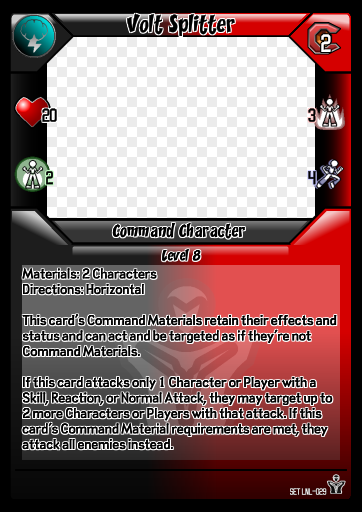 Volt Splitter
2
20
3
2
4
Command Character
Level 8
Materials: 2 Characters
Directions: Horizontal
This card's Command Materials retain their effects and
status and can act and be targeted as if they're not
Command Materials.
If this card attacks only 1 Character or Player with a
Skill, Reaction, or Normal Attack, they may target up to
2 more Characters or Players with that attack. If this
card's Command Material requirements are met, they
attack all enemies instead.
SET LNL-029